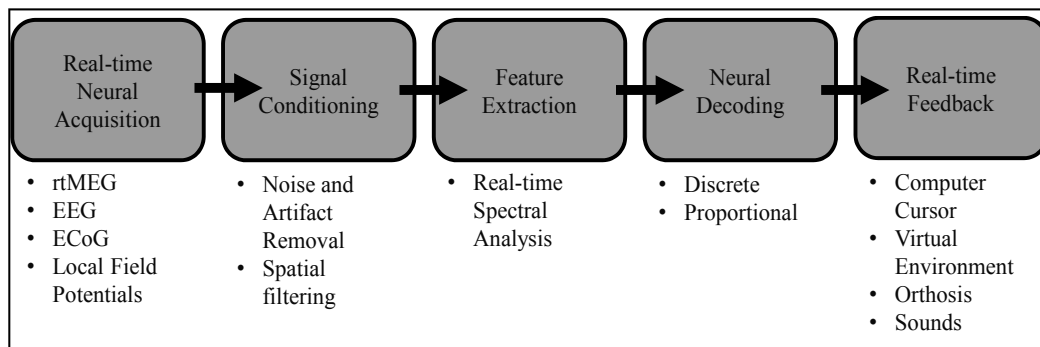 Real-time
Neural
Acquisition
Signal
Conditioning
Feature
Extraction
Neural
Decoding
Real-time
Feedback
• rtMEG
• EEG
• ECoG
• Local Field
Potentials
• Noise and
Artifact
Removal
• Spatial
filtering
• Real-time
Spectral
Analysis
• Discrete
• Proportional
• Computer
Cursor
• Virtual
Environment
• Orthosis
• Sounds